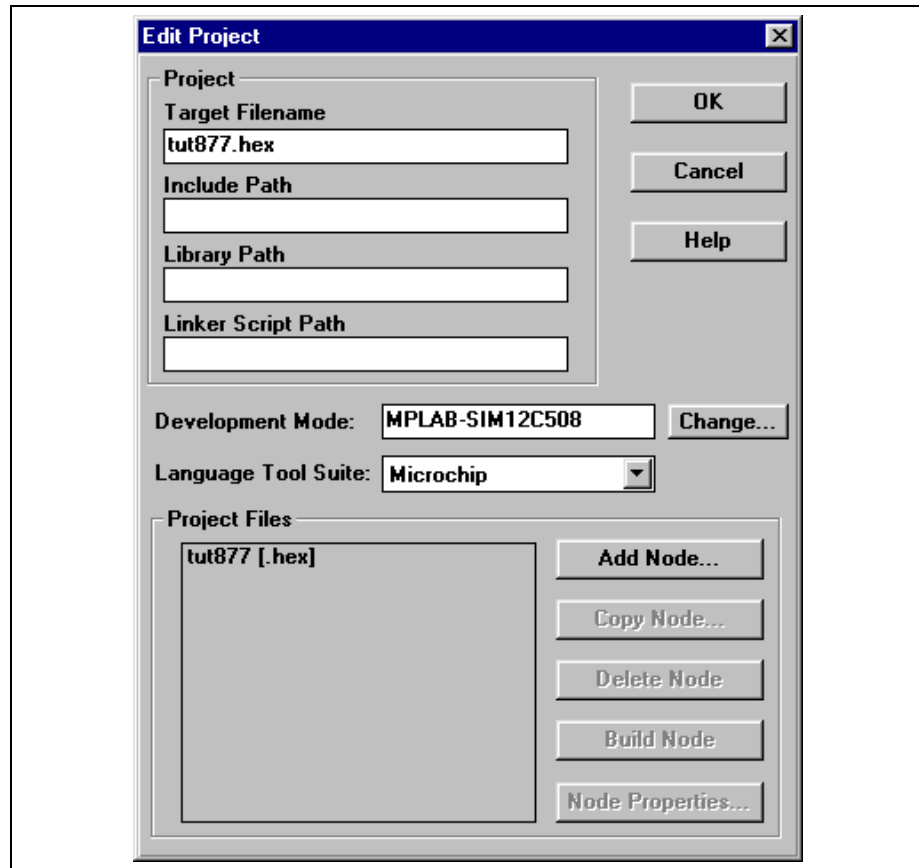 Edit Project
Project
Target Filename
tut877.hex
Include Path
Library Path
Linker Script Path
OK
Cancel
Help
Development Mode: MPLAB-SIM12C508 Change...
Language Tool Suite: Microchip
Project Files
tut877 [.hex]
Add Node...
Copy Node...
Delete Node
Build Node
Node Properties...